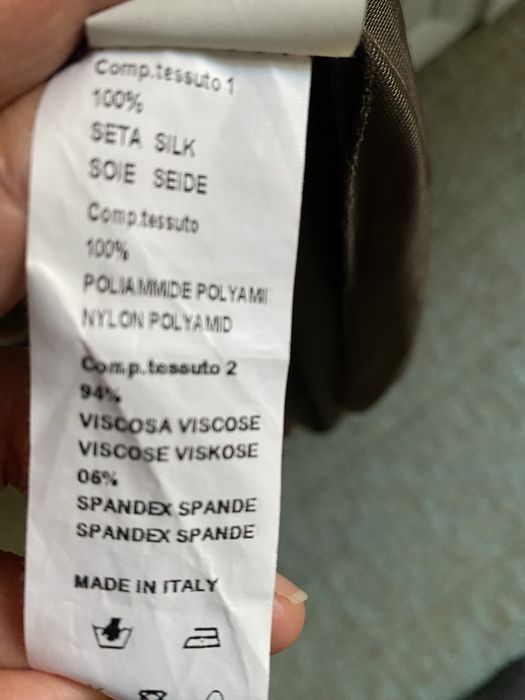 Comp.tessuto 1
100%
SETA SILK
SOIE SEIDE
Comp.tessuto
100%
POLIAMMIDE POLYAMI
NYLON POLYAMID
Comp.tessuto 2
94%
VISCOSA VISCOSE
VISCOSE VISKOSE
06%
SPANDEX SPANDE
SPANDEX SPANDE
MADE IN ITALY